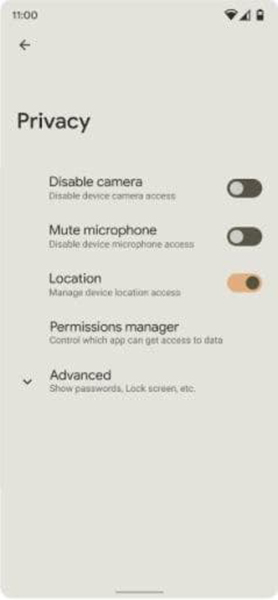 11:00
Privacy
Disable camera
Disable device camera access
Mute microphone
Disable device microphone access
Location
Manage device location access
Permissions manager
Control which app can get access to data
Advanced
Show passwords, Lock screen, etc.